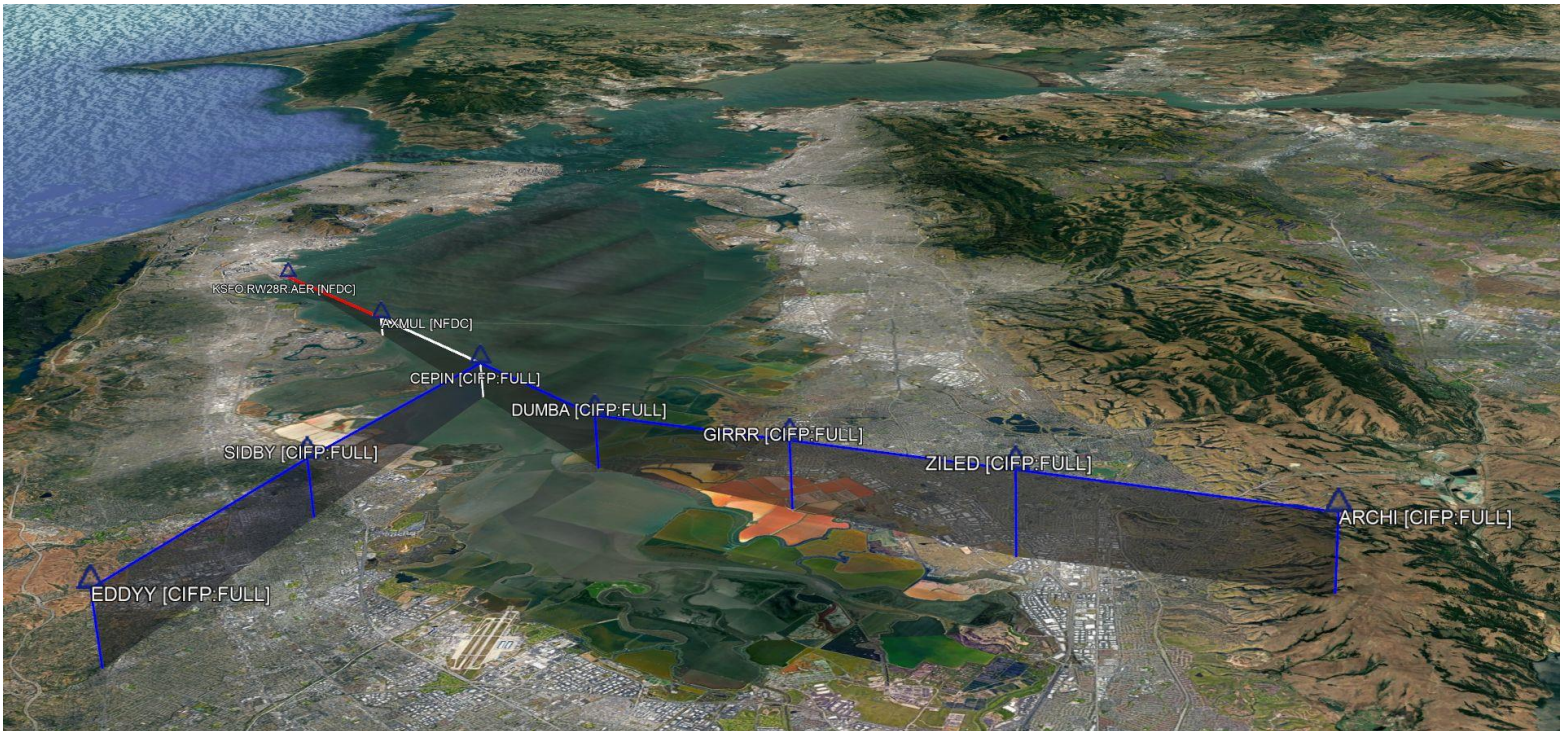 KSFO.RW28R.AER [NFDC]
AXMUL [NFDC]
CEPIN [CIFP:FULL]
DUMBA [CIFP:FULL]
GIRRR [CIFP:FULL]
SIDBY [CIFP:FULL]
ZILED [CIFP:FULL]
ARCHI [CIFP:FULL]
EDDYY [CIFP:FULL]